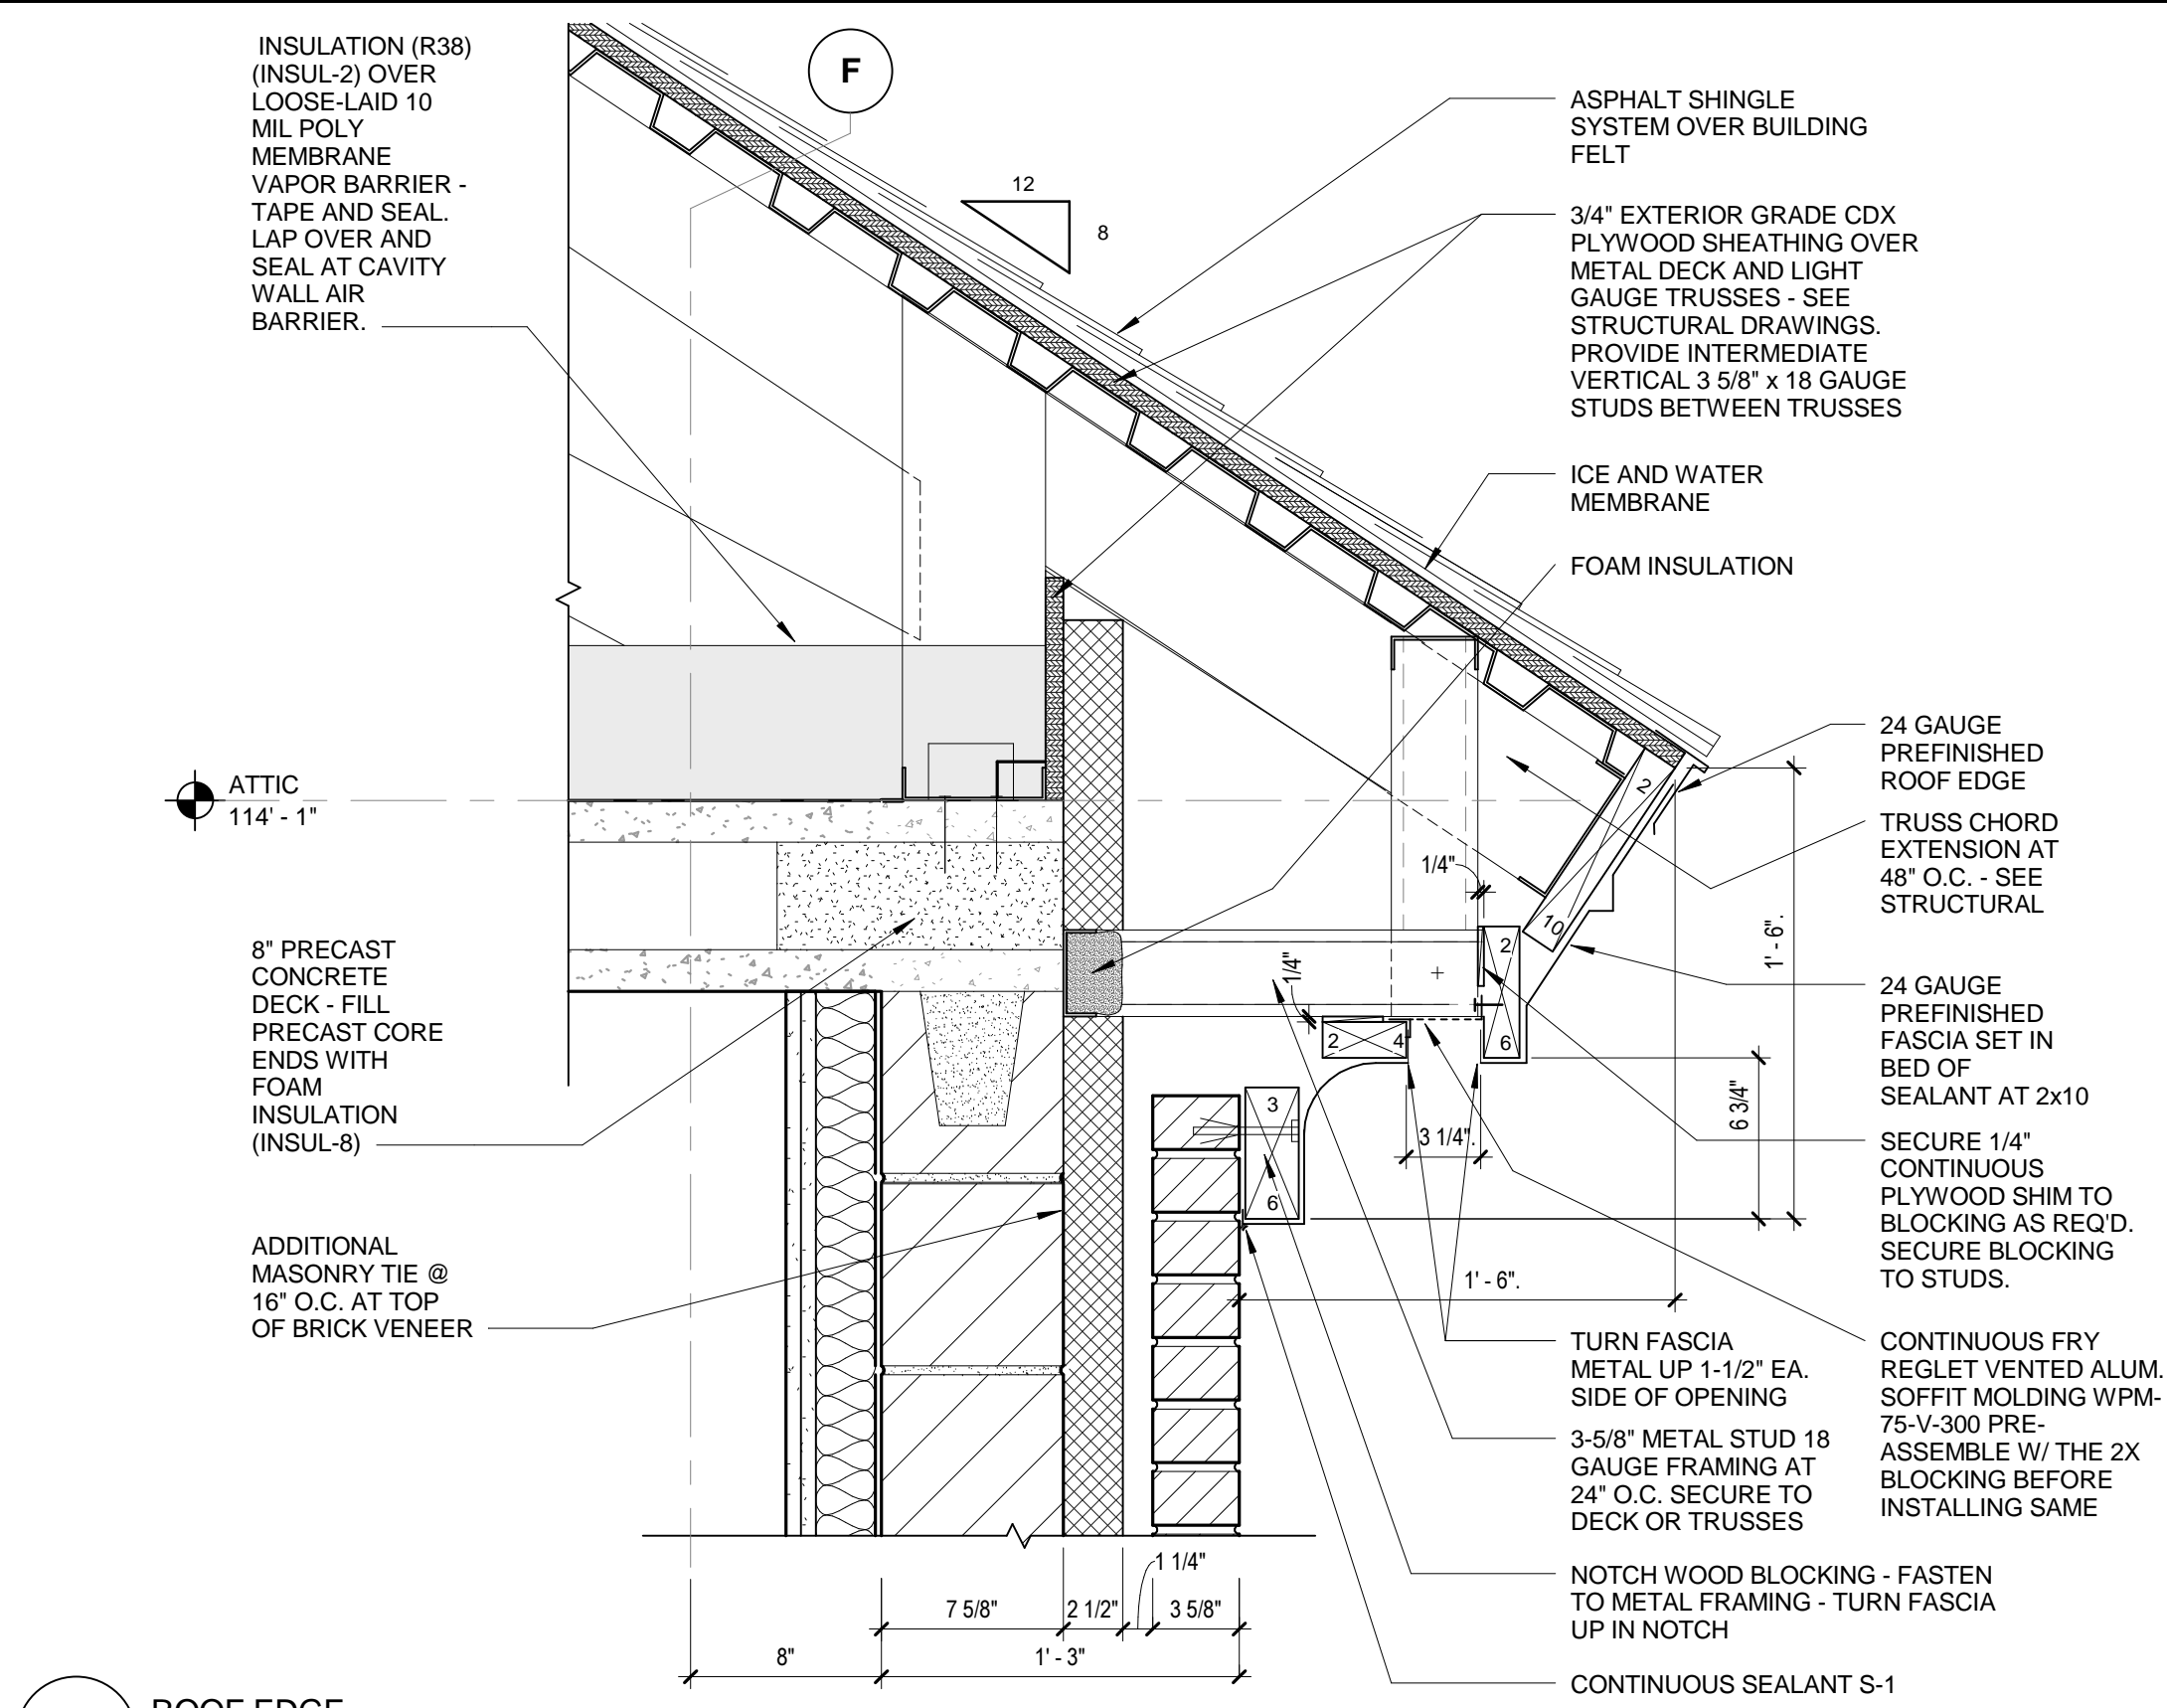 INSULATION (R38)
(INSUL-2) OVER
LOOSE-LAID 10
MIL POLY
MEMBRANE
VAPOR BARRIER -
TAPE AND SEAL.
LAP OVER AND
SEAL AT CAVITY
WALL AIR
BARRIER.
F
12
8
ASPHALT SHINGLE
SYSTEM OVER BUILDING
FELT
3/4" EXTERIOR GRADE CDX
PLYWOOD SHEATHING OVER
METAL DECK AND LIGHT
GAUGE TRUSSES - SEE
STRUCTURAL DRAWINGS.
PROVIDE INTERMEDIATE
VERTICAL 3 5/8" x 18 GAUGE
STUDS BETWEEN TRUSSES
ICE AND WATER
MEMBRANE
FOAM INSULATION
24 GAUGE
PREFINISHED
ROOF EDGE
TRUSS CHORD
EXTENSION AT
48" O.C. - SEE
STRUCTURAL
24 GAUGE
PREFINISHED
FASCIA SET IN
BED OF
SEALANT AT 2x10
SECURE 1/4"
CONTINUOUS
PLYWOOD SHIM TO
BLOCKING AS REQ'D.
SECURE BLOCKING
TO STUDS.
CONTINUOUS FRY
REGLET VENTED ALUM.
SOFFIT MOLDING WPM-
75-V-300 PRE-
ASSEMBLE W/ THE 2X
BLOCKING BEFORE
INSTALLING SAME
ATTIC
114' - 1"
8" PRECAST
CONCRETE
DECK - FILL
PRECAST CORE
ENDS WITH
FOAM
INSULATION
(INSUL-8)
ADDITIONAL
MASONRY TIE @
16" O.C. AT TOP
OF BRICK VENEER
2
10
1/4"
1/4"
2
6
2 4
3
6
3 1/4".
6 3/4"
1' - 6".
1' - 6".
TURN FASCIA
METAL UP 1-1/2" EA.
SIDE OF OPENING
3-5/8" METAL STUD 18
GAUGE FRAMING AT
24" O.C. SECURE TO
DECK OR TRUSSES
NOTCH WOOD BLOCKING - FASTEN
TO METAL FRAMING - TURN FASCIA
UP IN NOTCH
CONTINUOUS SEALANT S-1
1 1/4"
7 5/8" 2 1/2" 3 5/8"
8" 1' - 3"
ROOF EDGE